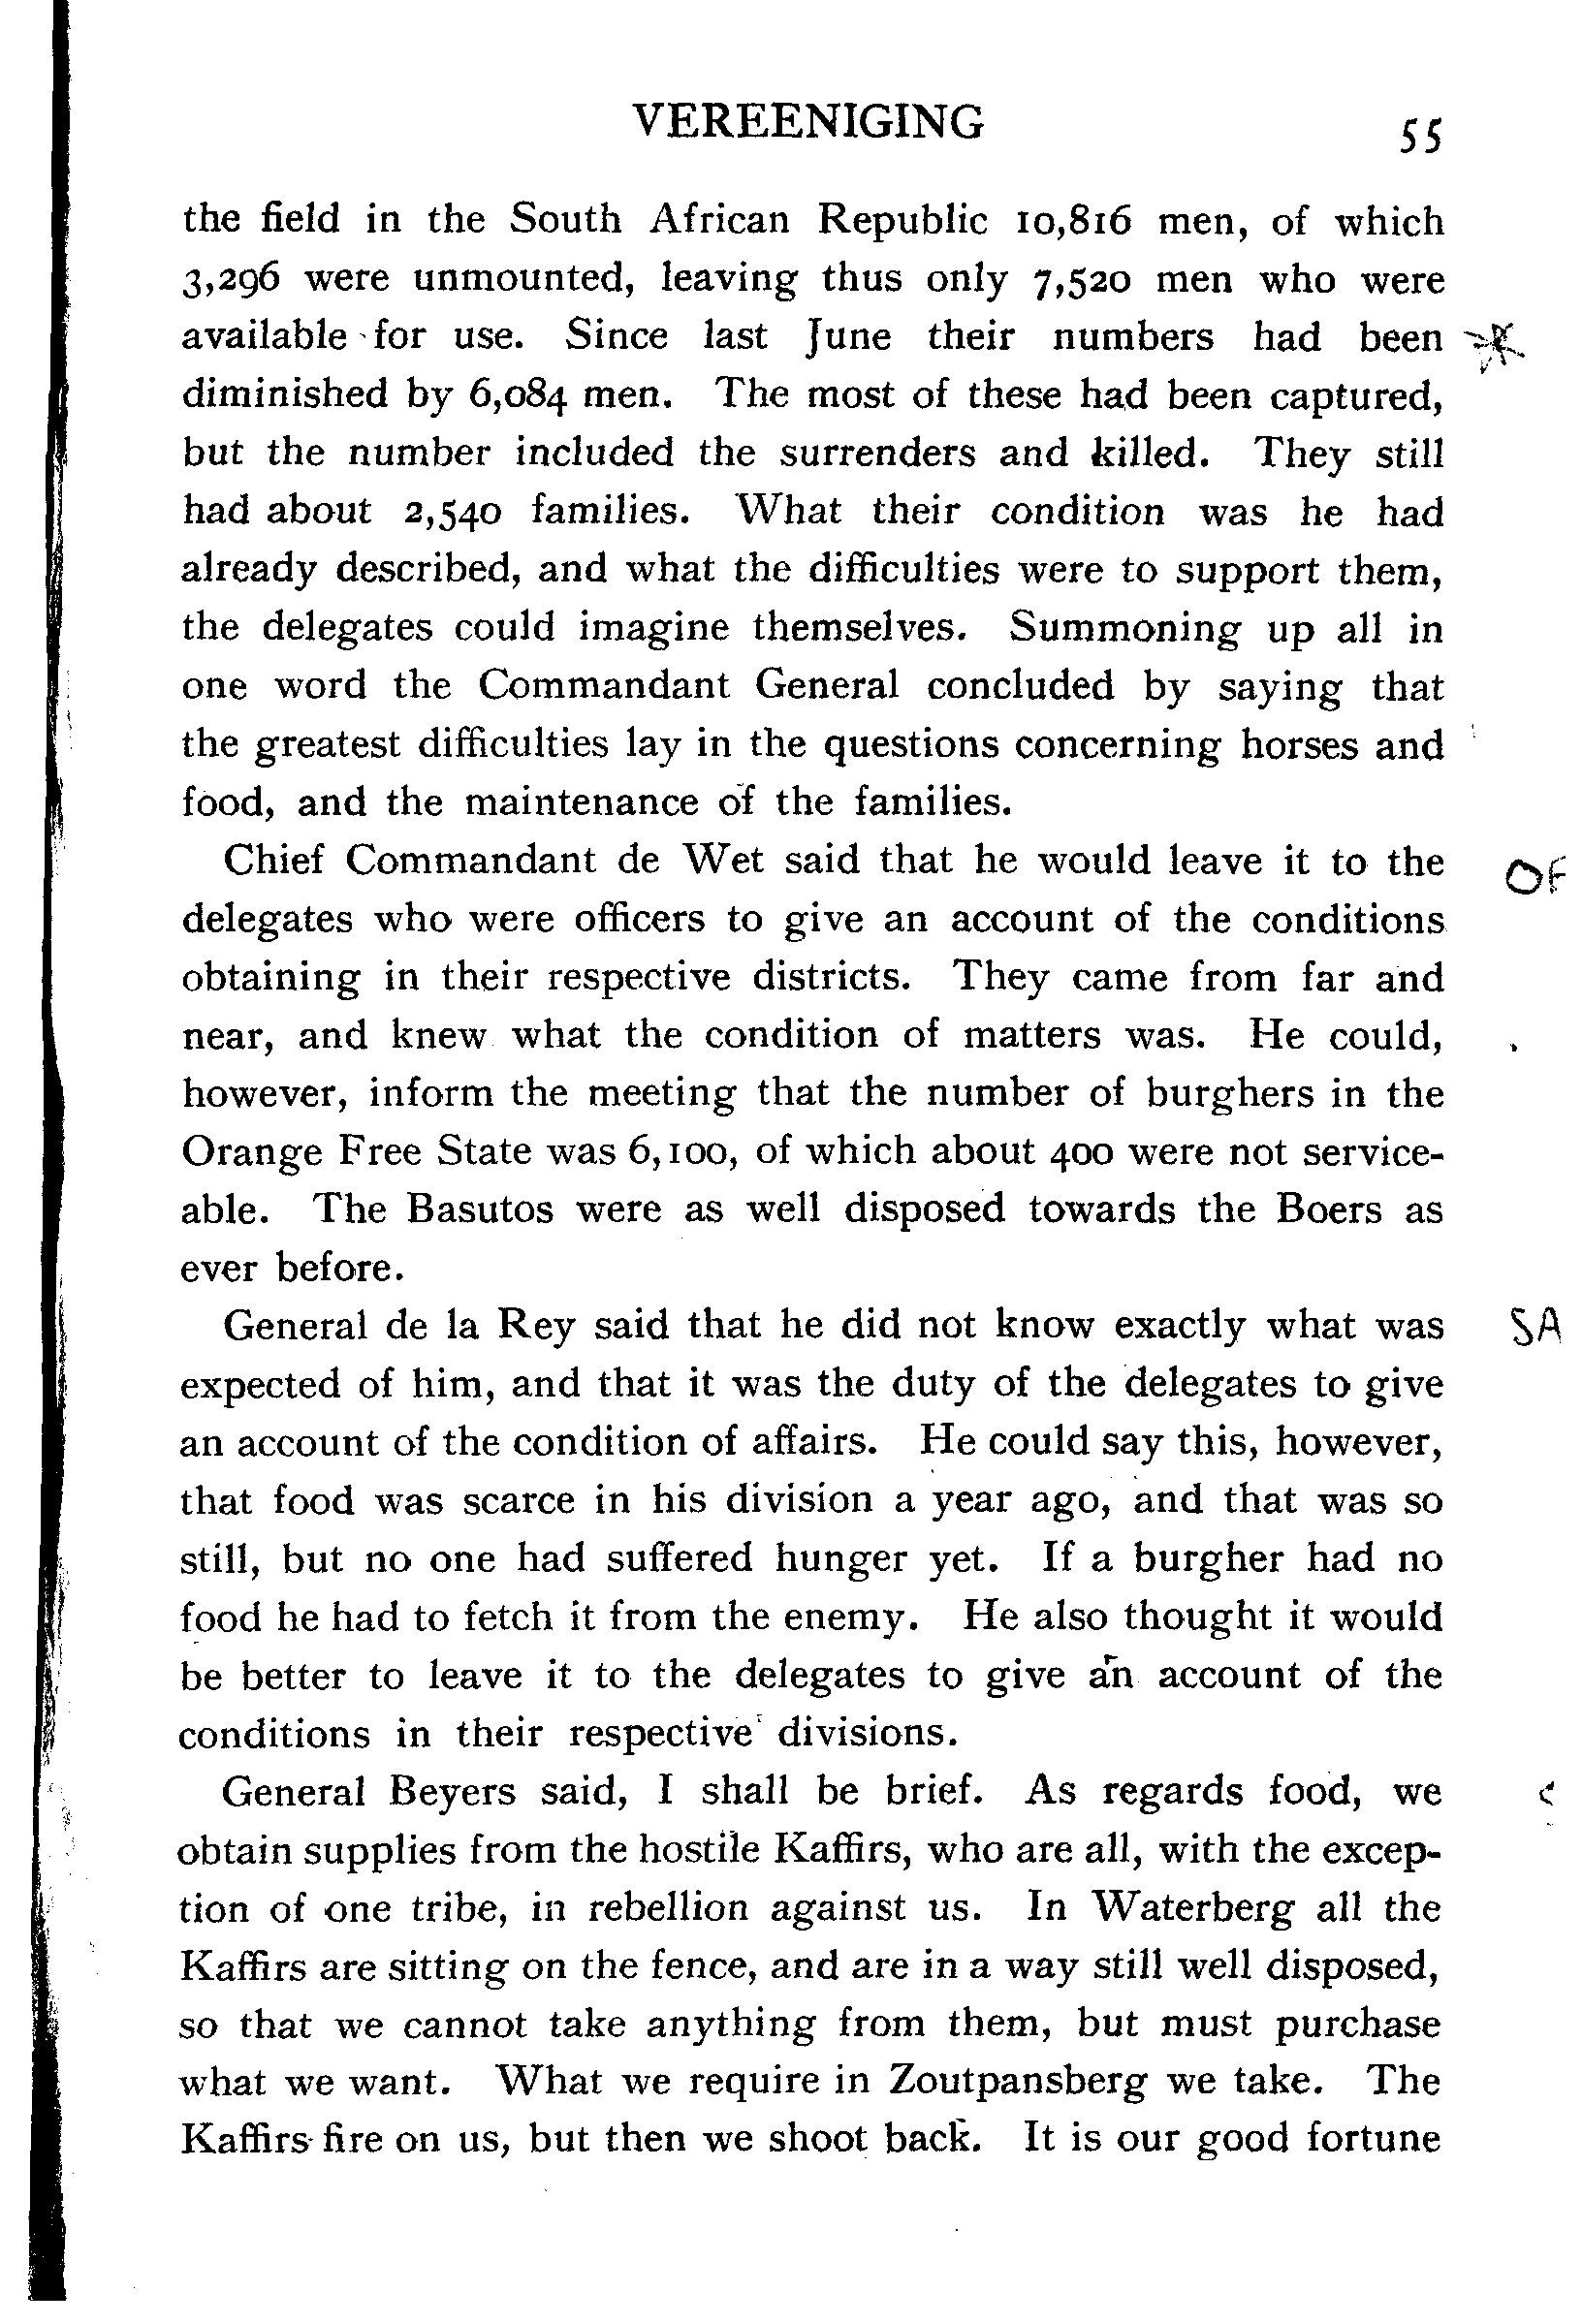 VEREENIGING 55
the field in the South African Republic 10,816 men, of which
3,296 were unmounted, leaving thus only 7,520 men who were
available for use. Since last June their numbers had been
diminished by 6,084 men. The most of these had been captured,
but the number included the surrenders and killed. They still
had about 2,540 families. What their condition was he had
already described, and what the difficulties were to support them,
the delegates could imagine themselves. Summoning up all in
one word the Commandant General concluded by saying that
the greatest difficulties lay in the questions concerning horses and
food, and the maintenance of the families.
Chief Commandant de Wet said that he would leave it to the OF
delegates who were officers to give an account of the conditions
obtaining in their respective districts. They came from far and
near, and knew what the condition of matters was. He could,
however, inform the meeting that the number of burghers in the
Orange Free State was 6,100, of which about 400 were not service-
able. The Basutos were as well disposed towards the Boers as
ever before.
General de la Rey said that he did not know exactly what was SA
expected of him, and that it was the duty of the delegates to give
an account of the condition of affairs. He could say this, however,
that food was scarce in his division a year ago, and that was so
still, but no one had suffered hunger yet. If a burgher had no
food he had to fetch it from the enemy. He also thought it would
be better to leave it to the delegates to give an account of the
conditions in their respective divisions.
General Beyers said, I shall be brief. As regards food, we
obtain supplies from the hostile Kaffirs, who are all, with the excep-
tion of one tribe, in rebellion against us. In Waterberg all the
Kaffirs are sitting on the fence, and are in a way still well disposed,
so that we cannot take anything from them, but must purchase
what we want. What we require in Zoutpansberg we take. The
Kaffirs fire on us, but then we shoot back. It is our good fortune